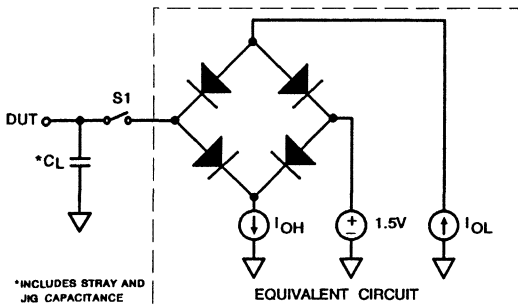 S1
DUT
*CL
IOH
+
−
1.5V
IOL
*INCLUDES STRAY AND
JIG CAPACITANCE
EQUIVALENT CIRCUIT